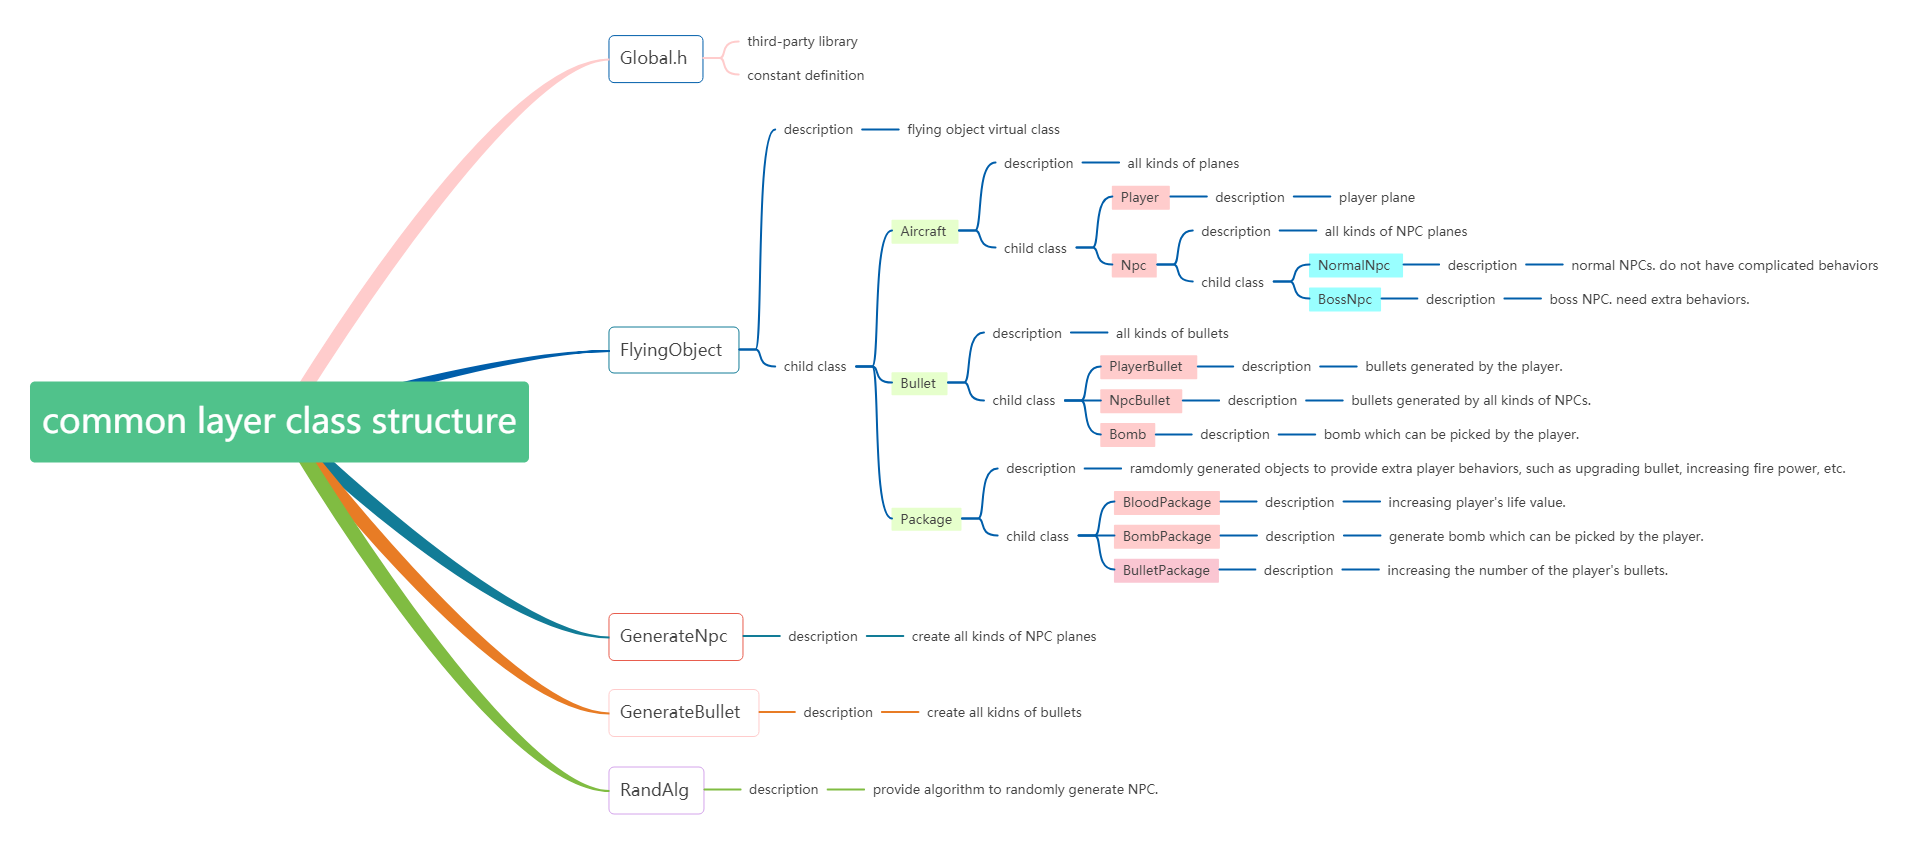 common layer class structure
Global.h
third-party library
constant definition
FlyingObject
description
flying object virtual class
child class
Aircraft
description
all kinds of planes
child class
Player
description
player plane
Npc
description
all kinds of NPC planes
child class
NormalNpc
description
normal NPCs. do not have complicated behaviors
BossNpc
description
boss NPC. need extra behaviors.
Bullet
description
all kinds of bullets
child class
PlayerBullet
description
bullets generated by the player.
NpcBullet
description
bullets generated by all kinds of NPCs.
Bomb
description
bomb which can be picked by the player.
Package
description
ramdomly generated objects to provide extra player behaviors, such as upgrading bullet, increasing fire power, etc.
child class
BloodPackage
description
increasing player's life value.
BombPackage
description
generate bomb which can be picked by the player.
BulletPackage
description
increasing the number of the player's bullets.
GenerateNpc
description
create all kinds of NPC planes
GenerateBullet
description
create all kidns of bullets
RandAlg
description
provide algorithm to randomly generate NPC.